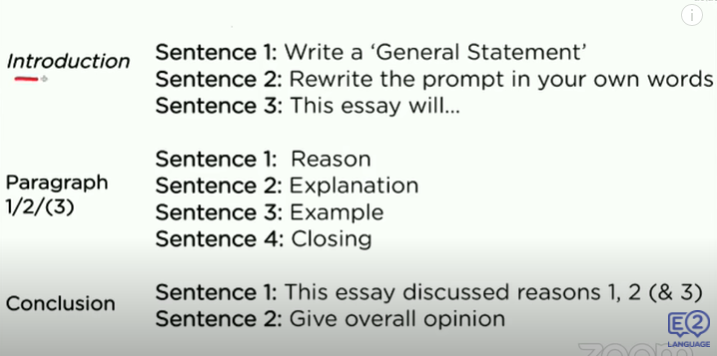 Introduction
Sentence 1: Write a ‘General Statement’
Sentence 2: Rewrite the prompt in your own words
Sentence 3: This essay will...
Paragraph
1/2/(3)
Sentence 1: Reason
Sentence 2: Explanation
Sentence 3: Example
Sentence 4: Closing
Conclusion
Sentence 1: This essay discussed reasons 1, 2 (& 3)
Sentence 2: Give overall opinion
E2
LANGUAGE
zoom